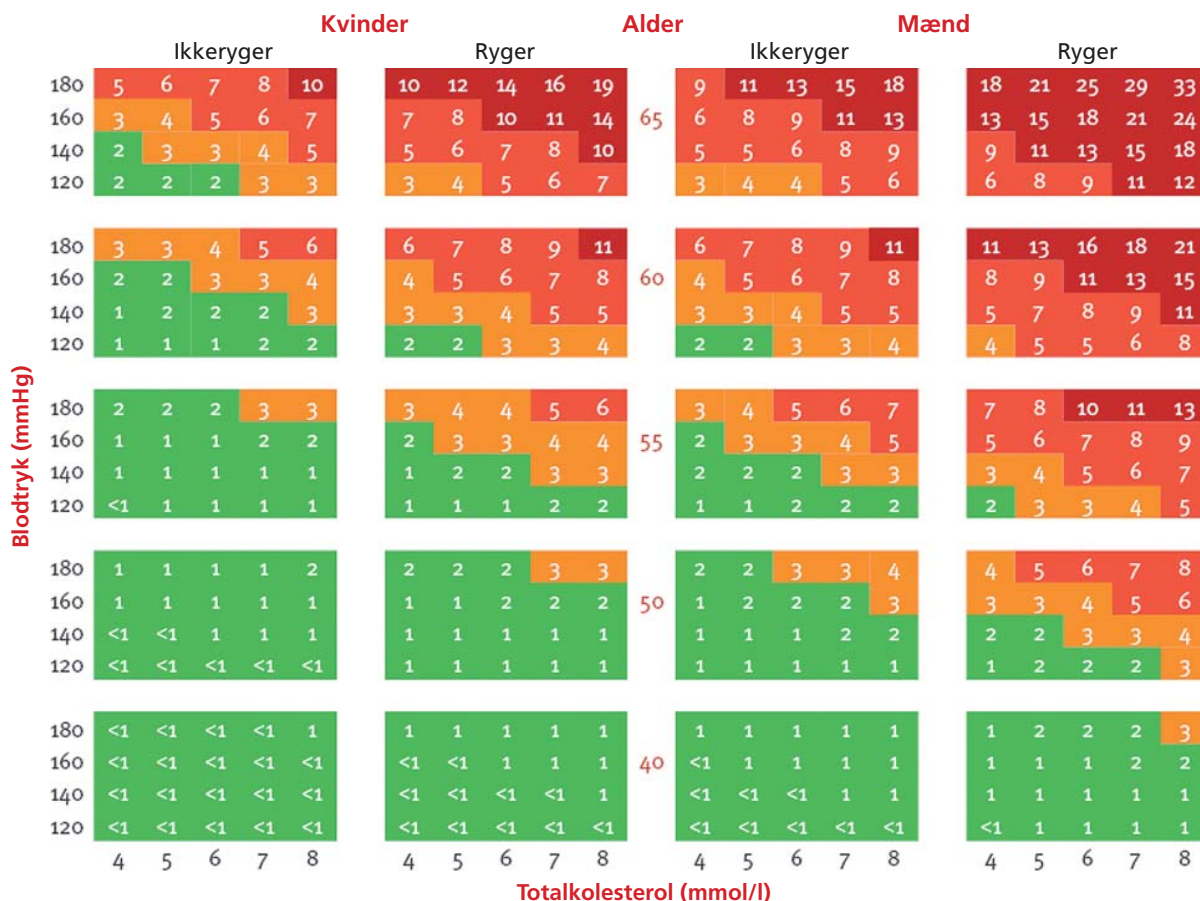 Kvinder Alder Mænd
Ikkeryger Ryger Ikkeryger Ryger
180 5 6 7 8 10 10 12 14 16 19 9 11 13 15 18 18 21 25 29 33
160 3 4 5 6 7 7 8 10 11 14 65 6 8 9 11 13 13 15 18 21 24
140 2 3 3 4 5 5 6 7 8 10 5 5 6 8 9 9 11 13 15 18
120 2 2 2 3 3 3 4 5 6 7 3 4 4 5 6 6 8 9 11 12
180 3 3 4 5 6 6 7 8 9 11 6 7 8 9 11 11 13 16 18 21
160 2 2 3 3 4 4 5 6 7 8 60 4 5 6 7 8 8 9 11 13 15
140 1 2 2 2 3 3 3 4 5 5 3 3 4 5 5 5 7 8 9 11
120 1 1 1 2 2 2 2 3 3 4 2 2 3 3 4 4 5 5 6 8
Blodtryk (mmHg)
180 2 2 2 3 3 3 4 4 5 6 3 4 5 6 7 7 8 10 11 13
160 1 1 1 2 2 2 3 3 4 4 55 2 3 3 4 5 5 6 7 8 9
140 1 1 1 1 1 1 2 2 3 3 2 2 2 3 3 3 4 5 6 7
120 <1 1 1 1 1 1 1 1 2 2 1 1 2 2 2 2 3 3 4 5
180 1 1 1 1 2 2 2 2 3 3 2 2 3 3 4 4 5 6 7 8
160 1 1 1 1 1 1 1 2 2 2 50 1 2 2 2 3 3 3 4 5 6
140 <1 <1 1 1 1 1 1 1 1 1 1 1 1 2 2 2 2 3 3 4
120 <1 <1 <1 <1 <1 1 1 1 1 1 1 1 1 1 1 1 2 2 2 3
180 <1 <1 <1 <1 1 1 1 1 1 1 1 1 1 1 1 1 2 2 2 3
160 <1 <1 <1 <1 <1 <1 <1 1 1 1 40 <1 1 1 1 1 1 1 1 2 2
140 <1 <1 <1 <1 <1 <1 <1 <1 <1 1 <1 <1 <1 1 1 1 1 1 1 1
120 <1 <1 <1 <1 <1 <1 <1 <1 <1 <1 <1 <1 <1 <1 <1 <1 1 1 1 1
4 5 6 7 8 4 5 6 7 8 4 5 6 7 8 4 5 6 7 8
Totalkolesterol (mmol/l)